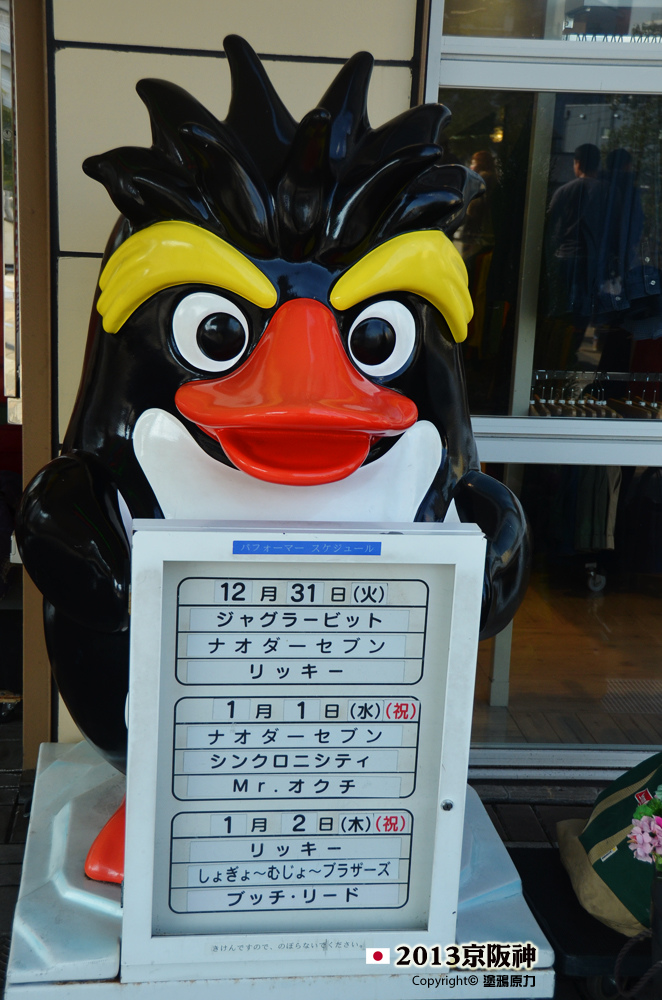 パフォーマー スケジュール
12月31日(火)
ジャグラービット
ナオダーセブン
リッキー
1月1日(水)(祝)
ナオダーセブン
シンクロニシティ
Mr.オクチ
1月2日(木)(祝)
リッキー
しょぎょ〜むじょ〜ブラザーズ
ブッチ・リード
きけんですので、のぼらないでください。
2013京阪神
Copyright© 塗鴉原力